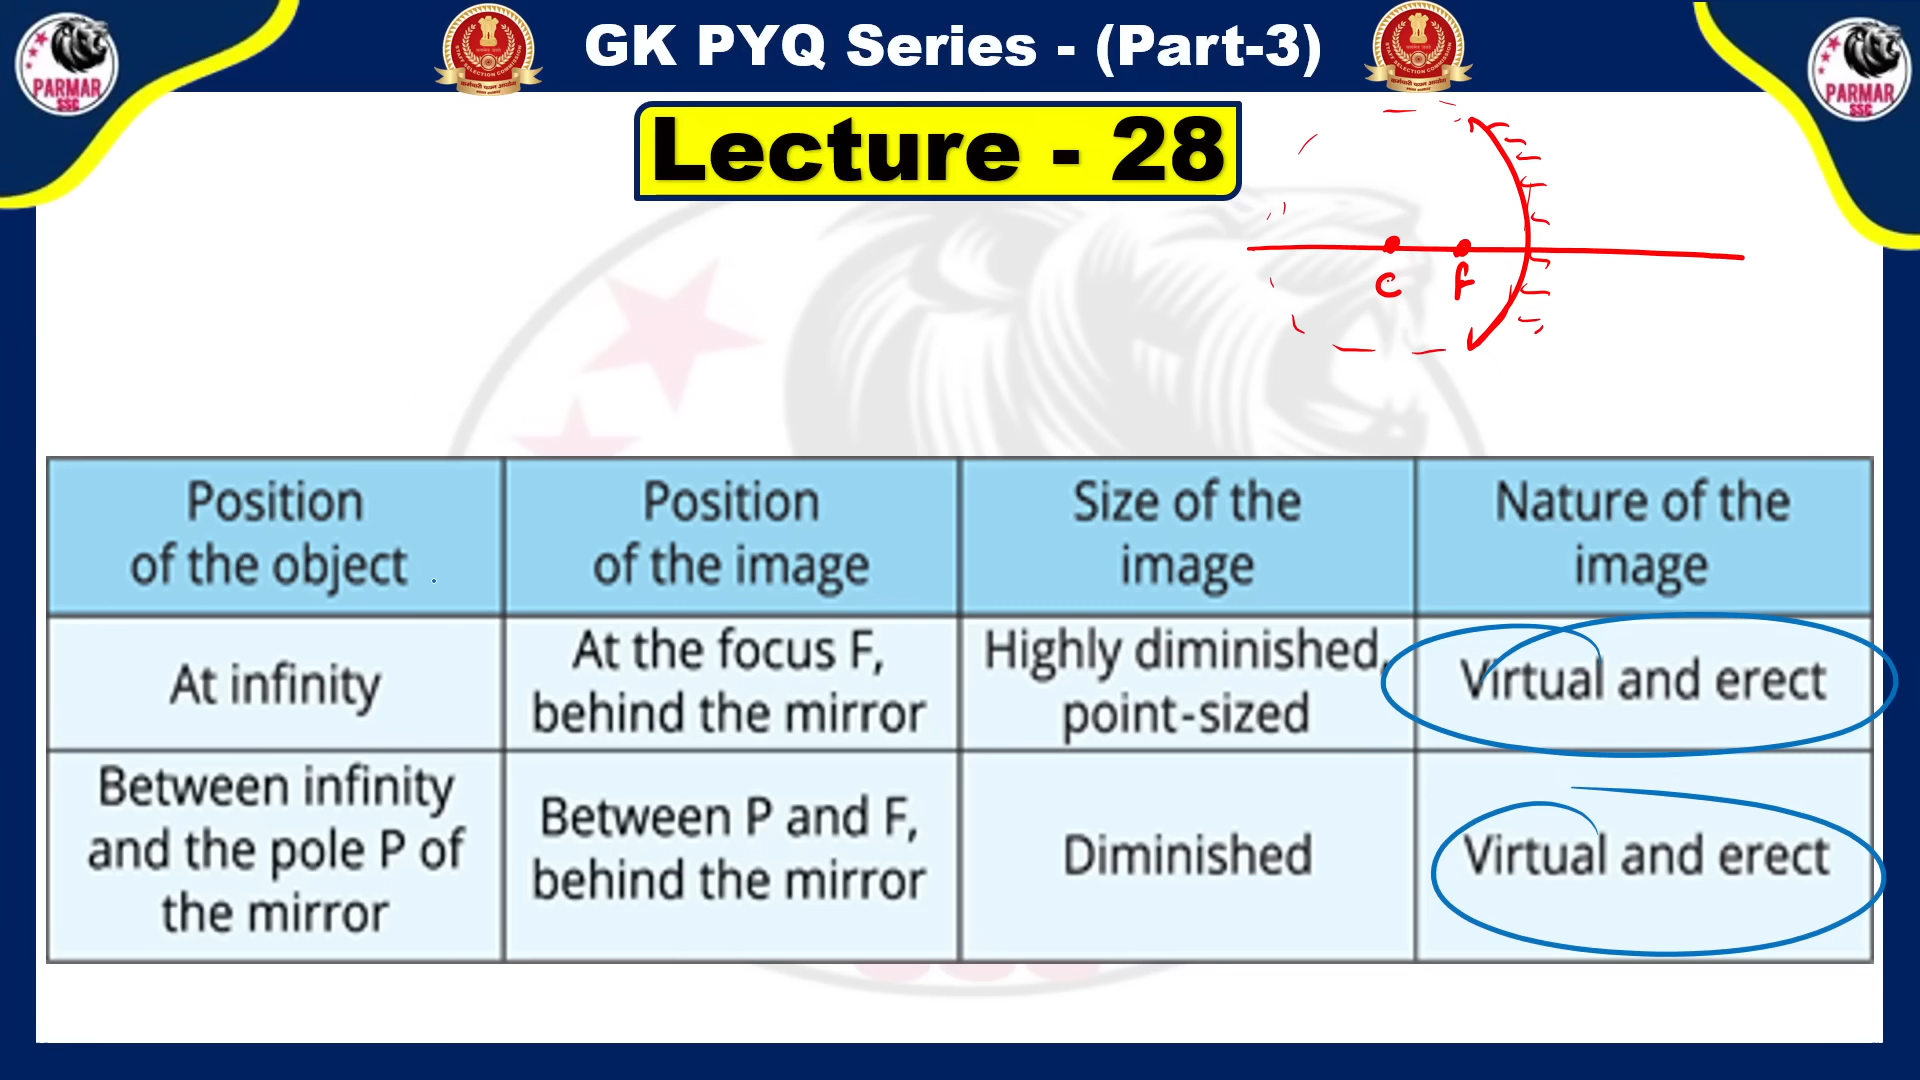 GK PYQ Series - (Part-3)
PARMAR
SSC
PARMAR
SSC
Lecture - 28
C
F
Position
of the object
Position
of the image
Size of the
image
Nature of the
image
At infinity
At the focus F,
behind the mirror
Highly diminished,
point-sized
Virtual and erect
Between infinity
and the pole P of
the mirror
Between P and F,
behind the mirror
Diminished
Virtual and erect